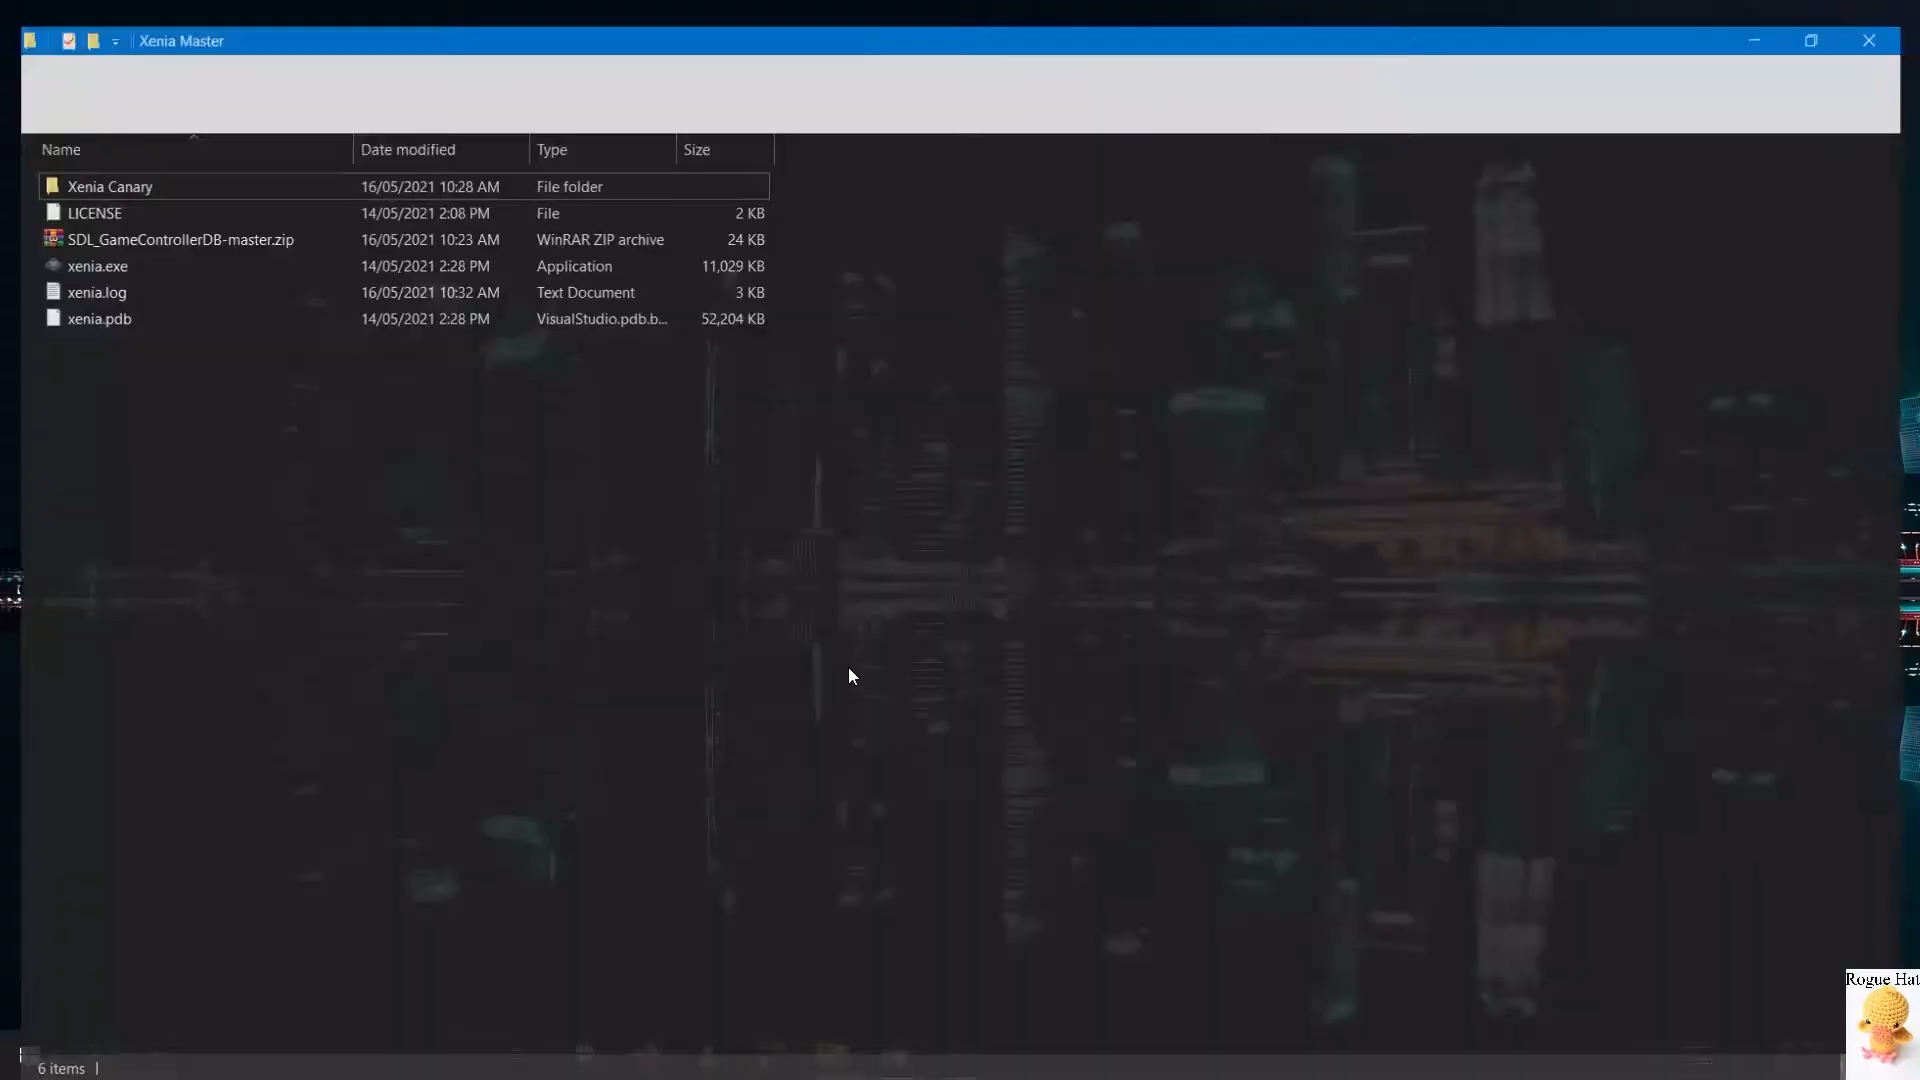 Xenia Master
Name Date modified Type Size
Xenia Canary 16/05/2021 10:28 AM File folder
LICENSE 14/05/2021 2:08 PM File 2 KB
SDL_GameControllerDB-master.zip 16/05/2021 10:23 AM WinRAR ZIP archive 24 KB
xenia.exe 14/05/2021 2:28 PM Application 11,029 KB
xenia.log 16/05/2021 10:32 AM Text Document 3 KB
xenia.pdb 14/05/2021 2:28 PM VisualStudio.pdb.b... 52,204 KB
Rogue Hat
6 items